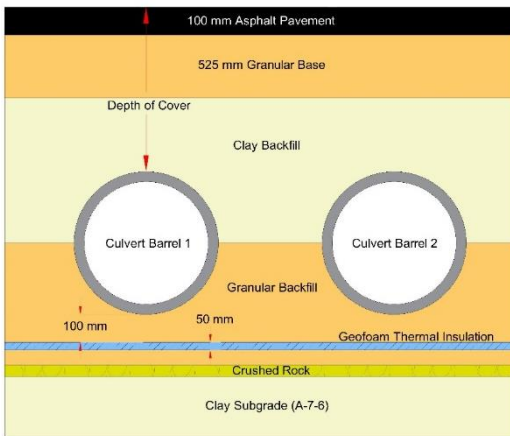 100 mm Asphalt Pavement
525 mm Granular Base
Depth of Cover
Clay Backfill
Culvert Barrel 1
Culvert Barrel 2
Granular Backfill
100 mm
50 mm
Geofoam Thermal Insulation
Crushed Rock
Clay Subgrade (A-7-6)